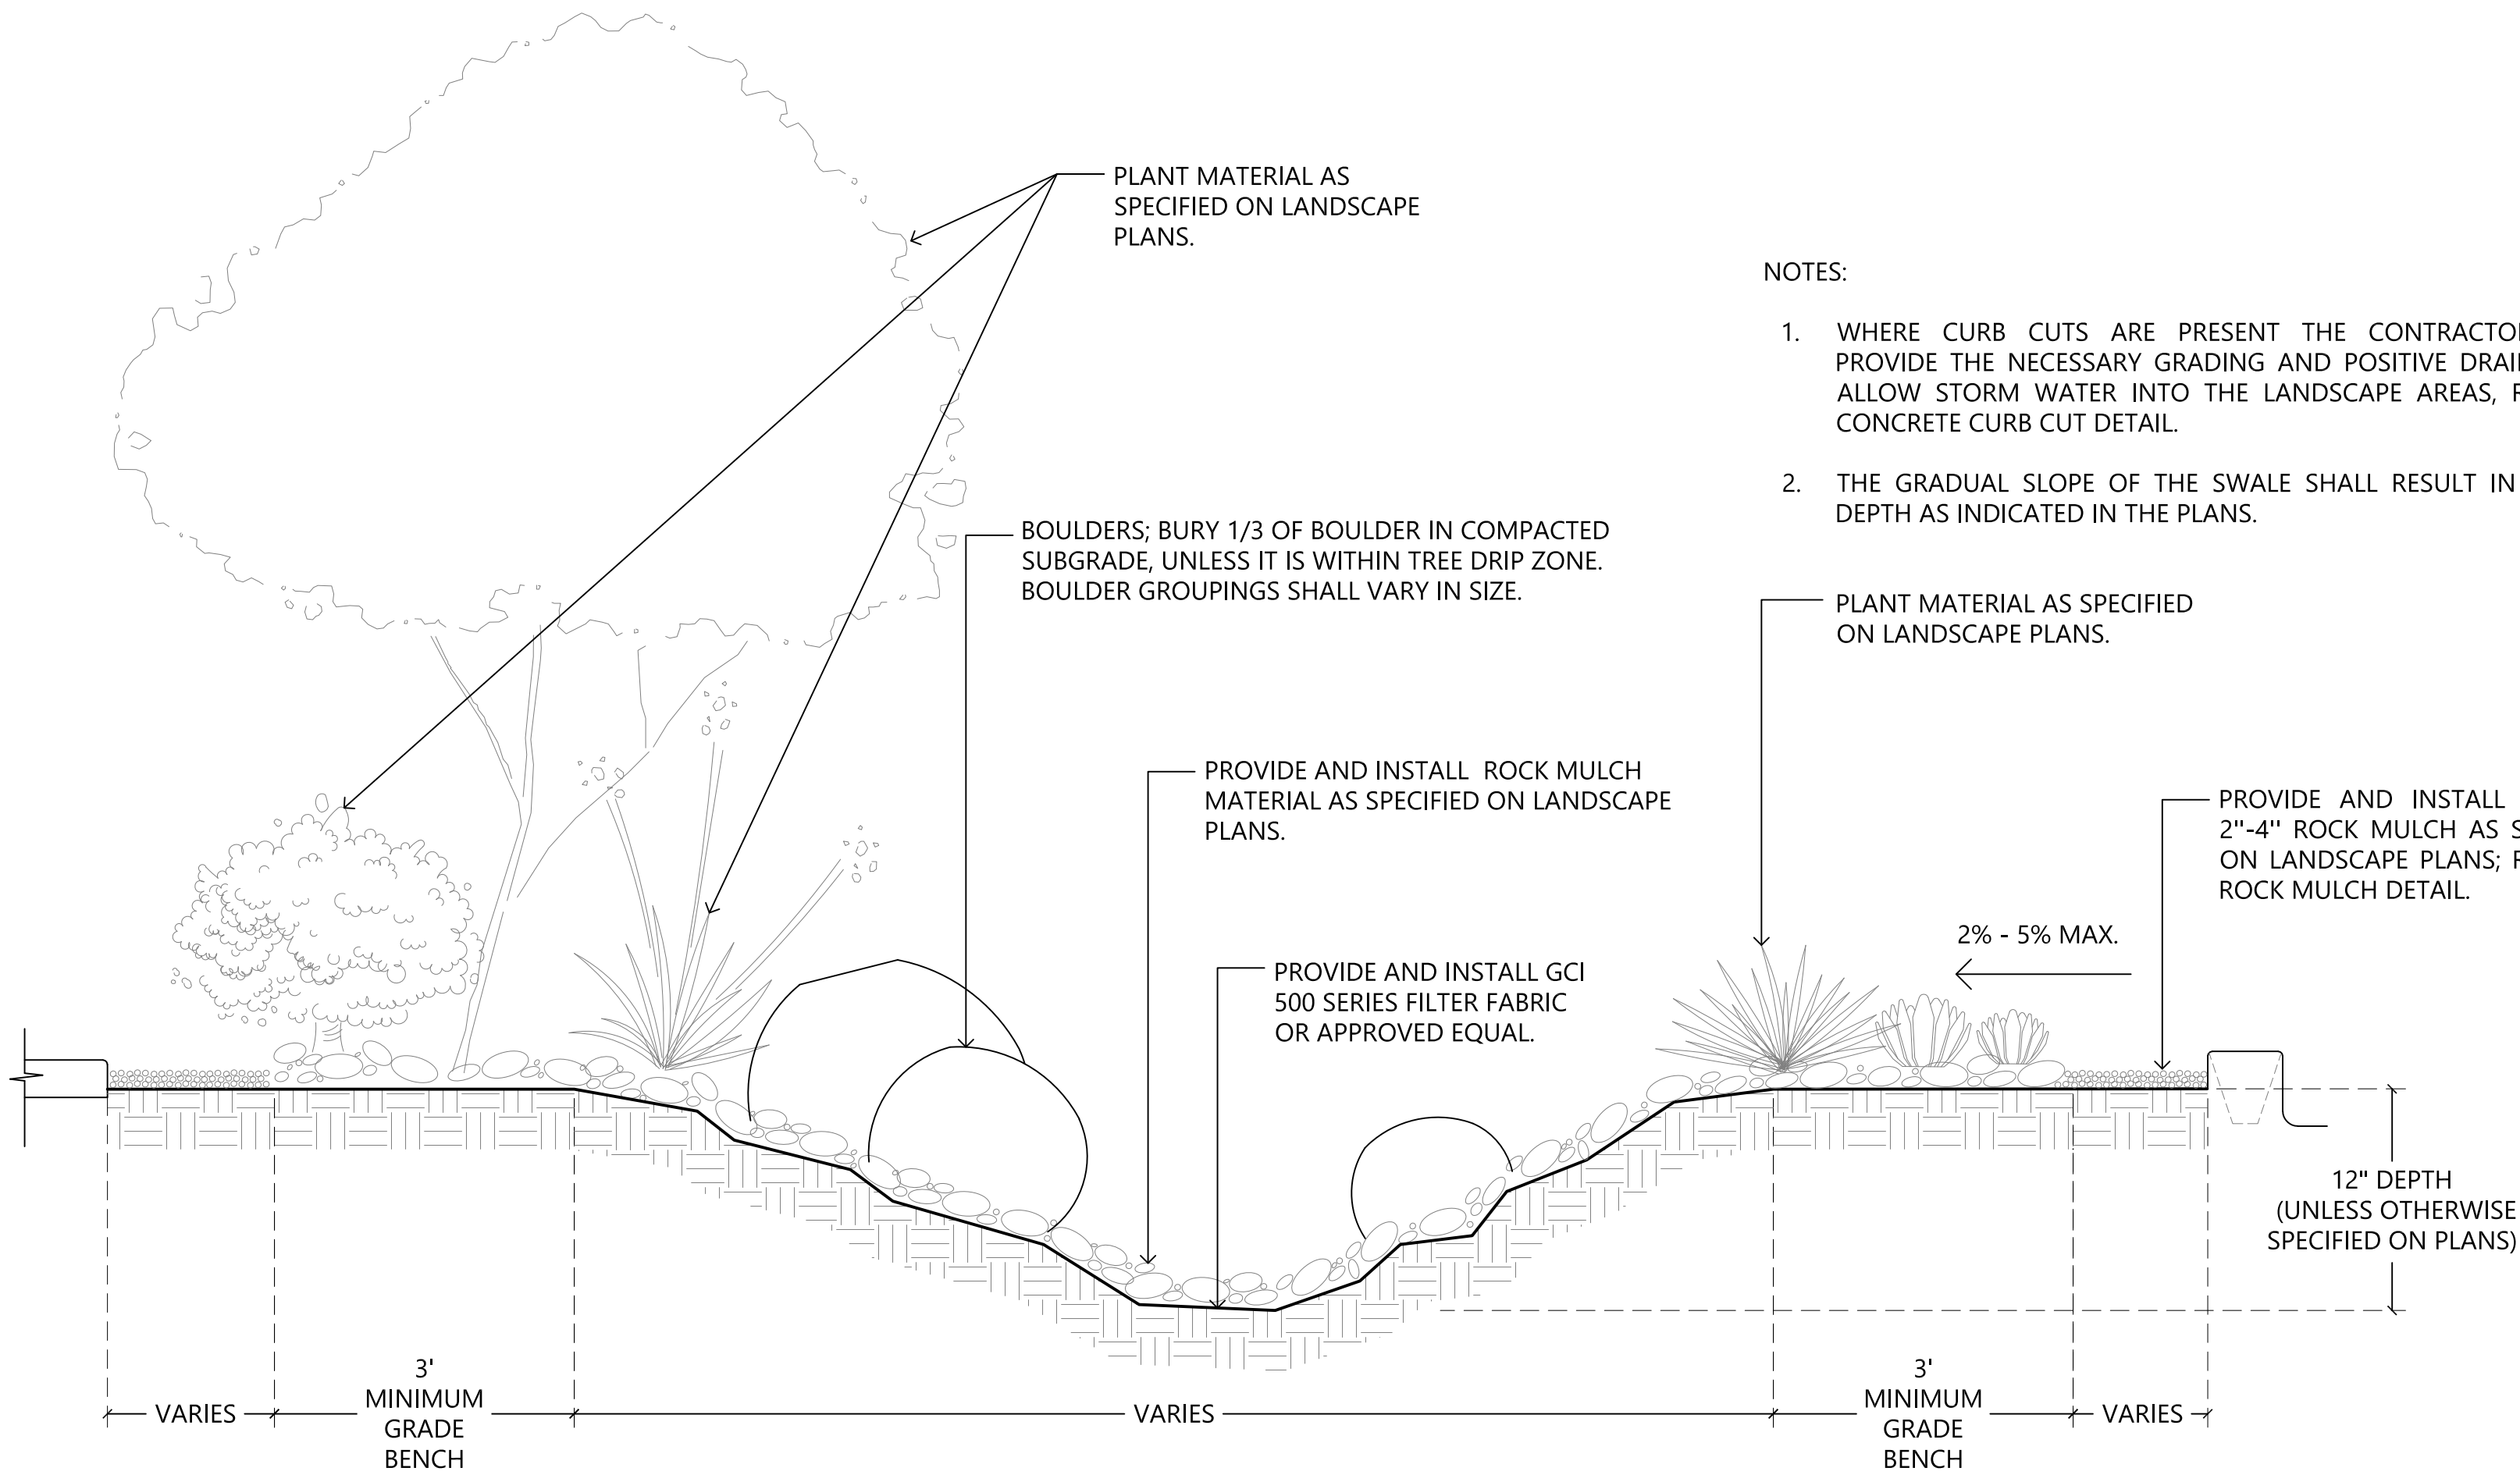 PLANT MATERIAL AS
SPECIFIED ON LANDSCAPE
PLANS.
NOTES:
1. WHERE CURB CUTS ARE PRESENT THE
PROVIDE THE NECESSARY GRADING AND POSITIVE
ALLOW STORM WATER INTO THE LANDSCAPE AREAS,
CONCRETE CURB CUT DETAIL.
2. THE GRADUAL SLOPE OF THE SWALE SHALL RESULT IN
DEPTH AS INDICATED IN THE PLANS.
BOULDERS; BURY 1/3 OF BOULDER IN COMPACTED
SUBGRADE, UNLESS IT IS WITHIN TREE DRIP ZONE.
BOULDER GROUPINGS SHALL VARY IN SIZE.
PLANT MATERIAL AS SPECIFIED
ON LANDSCAPE PLANS.
PROVIDE AND INSTALL ROCK MULCH
MATERIAL AS SPECIFIED ON LANDSCAPE
PLANS.
PROVIDE AND INSTALL
2''-4'' ROCK MULCH AS
ON LANDSCAPE PLANS;
ROCK MULCH DETAIL.
2% - 5% MAX.
PROVIDE AND INSTALL GCI
500 SERIES FILTER FABRIC
OR APPROVED EQUAL.
12" DEPTH
(UNLESS OTHERWISE
SPECIFIED ON PLANS)
VARIES
3'
MINIMUM
GRADE
BENCH
VARIES
3'
MINIMUM
GRADE
BENCH
VARIES